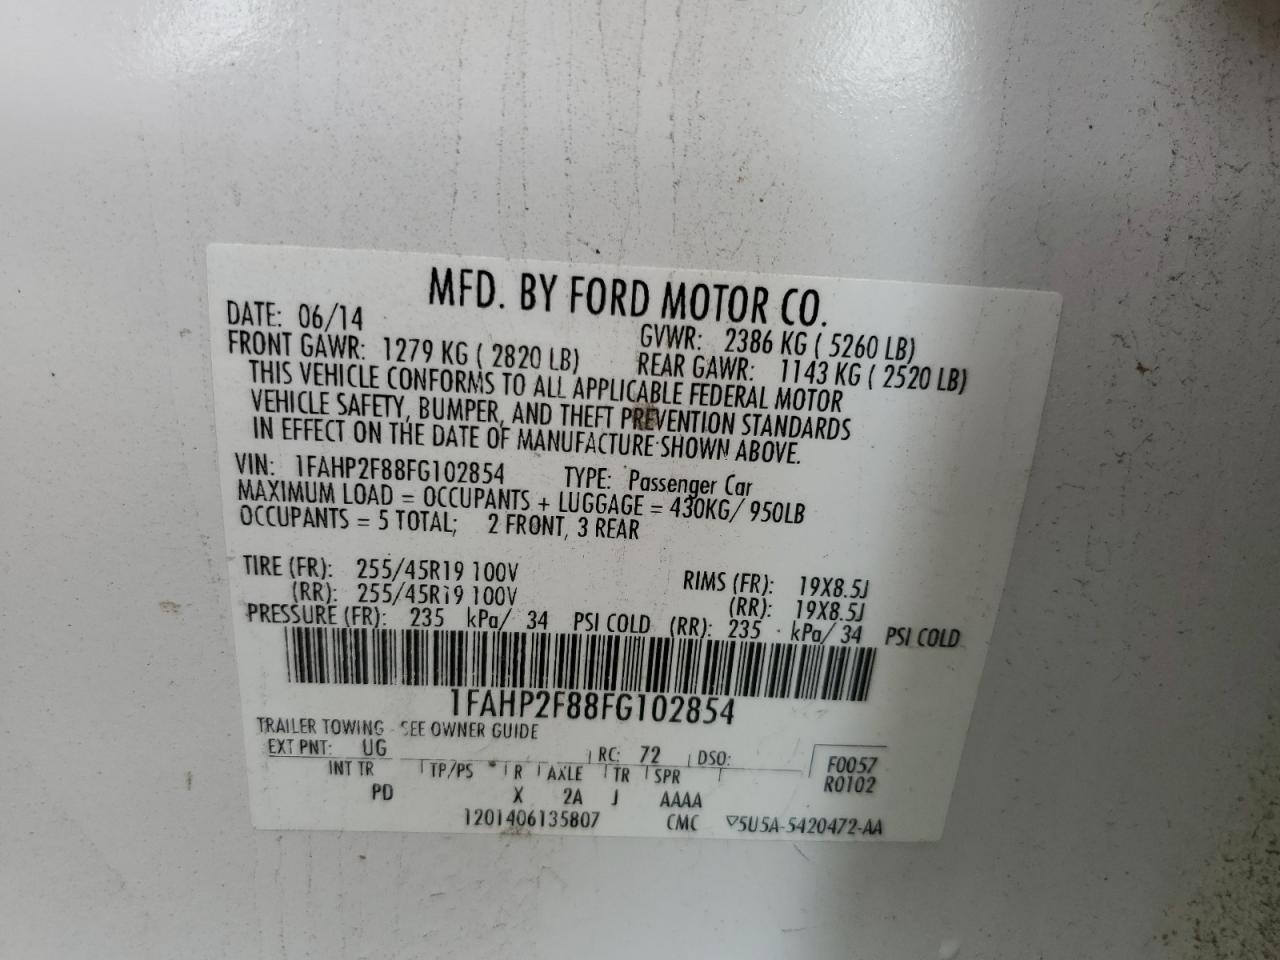 MFD. BY FORD MOTOR CO.
DATE: 06/14 GVWR: 2386 KG ( 5260 LB)
FRONT GAWR: 1279 KG ( 2820 LB) REAR GAWR: 1143 KG ( 2520 LB)
THIS VEHICLE CONFORMS TO ALL APPLICABLE FEDERAL MOTOR
VEHICLE SAFETY, BUMPER, AND THEFT PREVENTION STANDARDS
IN EFFECT ON THE DATE OF MANUFACTURE SHOWN ABOVE.
VIN: 1FAHP2F88FG102854 TYPE: Passenger Car
MAXIMUM LOAD = OCCUPANTS + LUGGAGE = 430KG/ 950LB
OCCUPANTS = 5 TOTAL; 2 FRONT, 3 REAR
TIRE (FR): 255/45R19 100V RIMS (FR): 19X8.5J
(RR): 255/45R19 100V (RR): 19X8.5J
PRESSURE (FR): 235 kPa/ 34 PSI COLD (RR): 235 kPa/ 34 PSI COLD
1FAHP2F88FG102854
TRAILER TOWING - SEE OWNER GUIDE
EXT PNT: UG RC: 72 DSO: F0057
INT TR TP/PS R AXLE TR SPR R0102
PD X 2A J AAAA
1201406135807 CMC ▽5U5A-5420472-AA